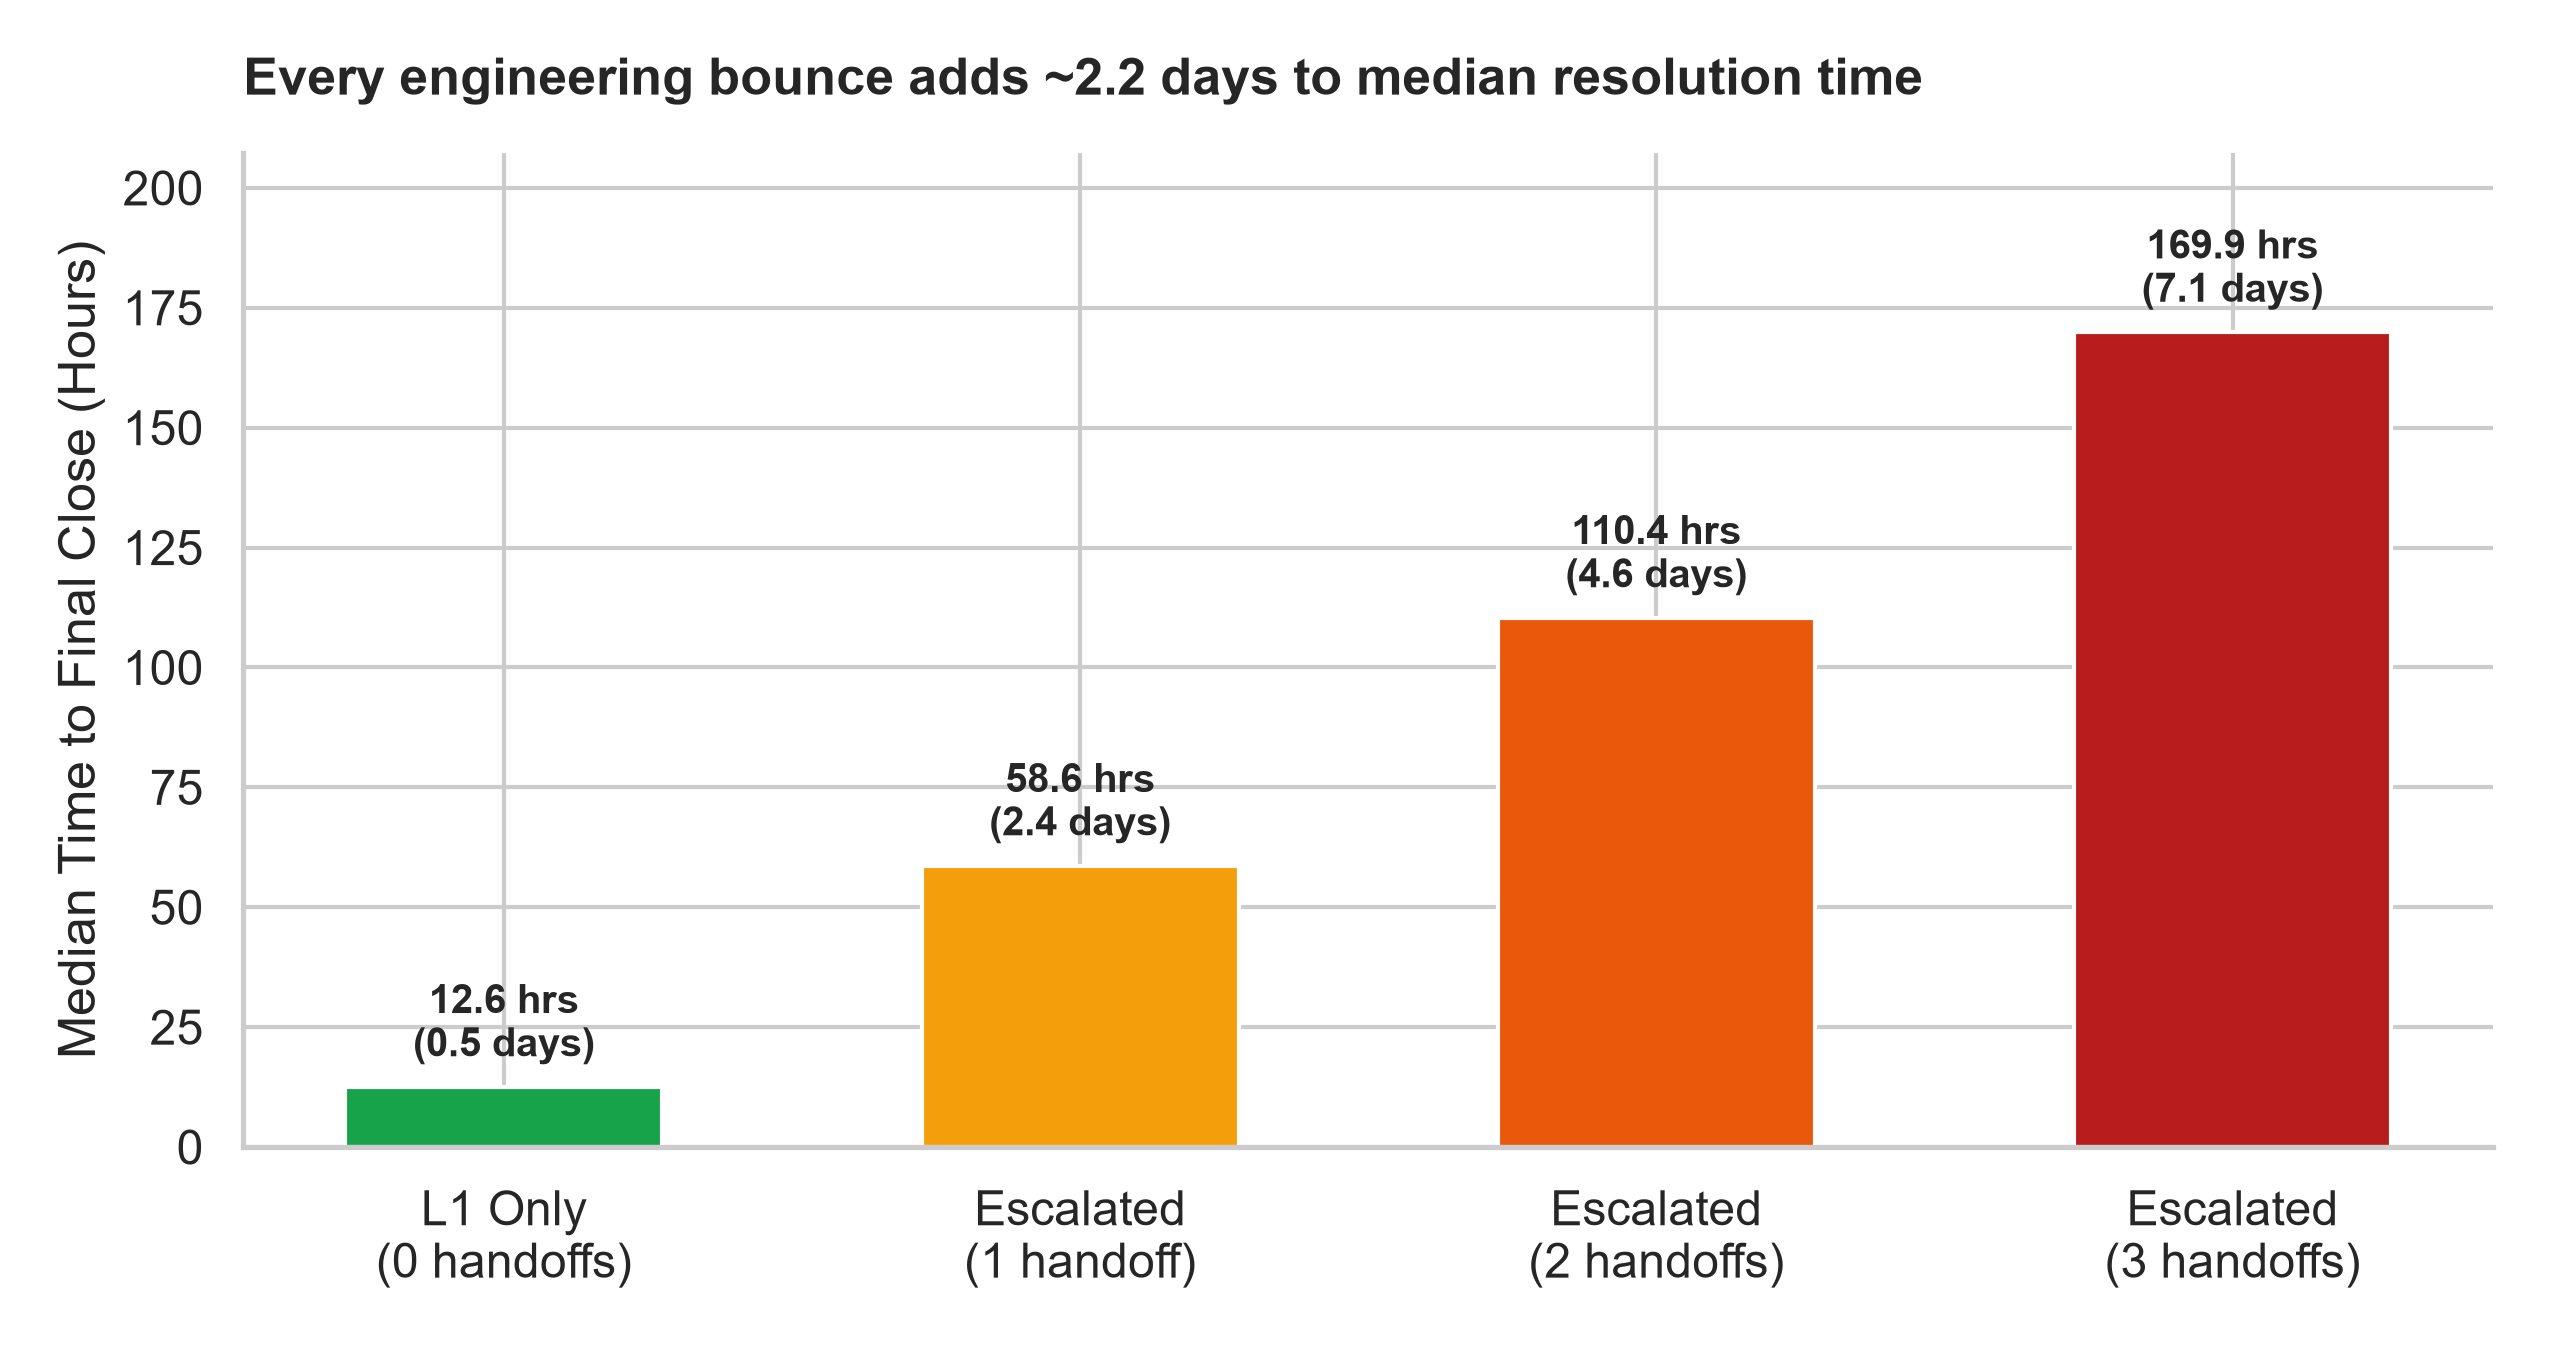 Every engineering bounce adds ~2.2 days to median resolution time
Median Time to Final Close (Hours)
200
175
150
125
100
75
50
25
0
12.6 hrs
(0.5 days)
58.6 hrs
(2.4 days)
110.4 hrs
(4.6 days)
169.9 hrs
(7.1 days)
L1 Only
(0 handoffs)
Escalated
(1 handoff)
Escalated
(2 handoffs)
Escalated
(3 handoffs)